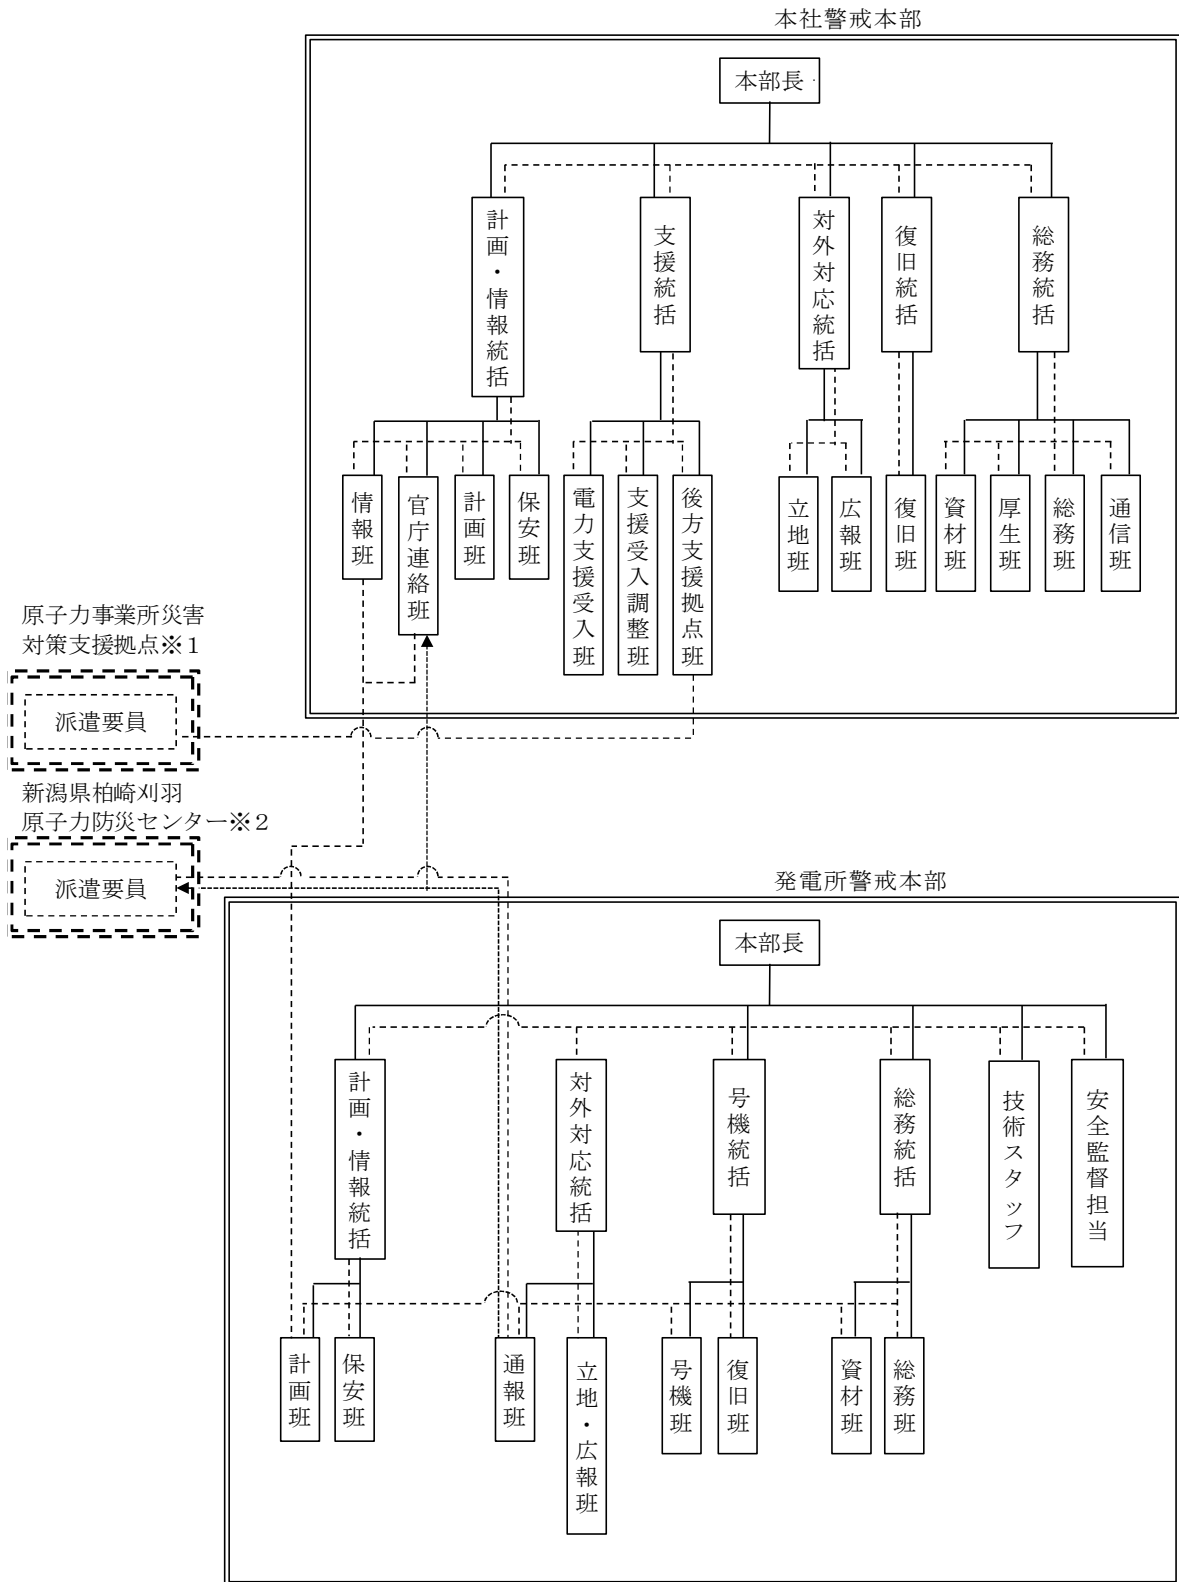 本社警戒本部
本部長
計画・情報統括
支援統括
対外対応統括
復旧統括
総務統括
情報班
官庁連絡班
計画班
保安班
電力支援受入班
支援受入調整班
後方支援拠点班
立地班
広報班
復旧班
資材班
厚生班
総務班
通信班
原子力事業所災害
対策支援拠点※1
派遣要員
新潟県柏崎刈羽
原子力防災センター※2
派遣要員
発電所警戒本部
本部長
計画・情報統括
対外対応統括
号機統括
総務統括
技術スタッフ
安全監督担当
計画班
保安班
通報班
立地・広報班
号機班
復旧班
資材班
総務班